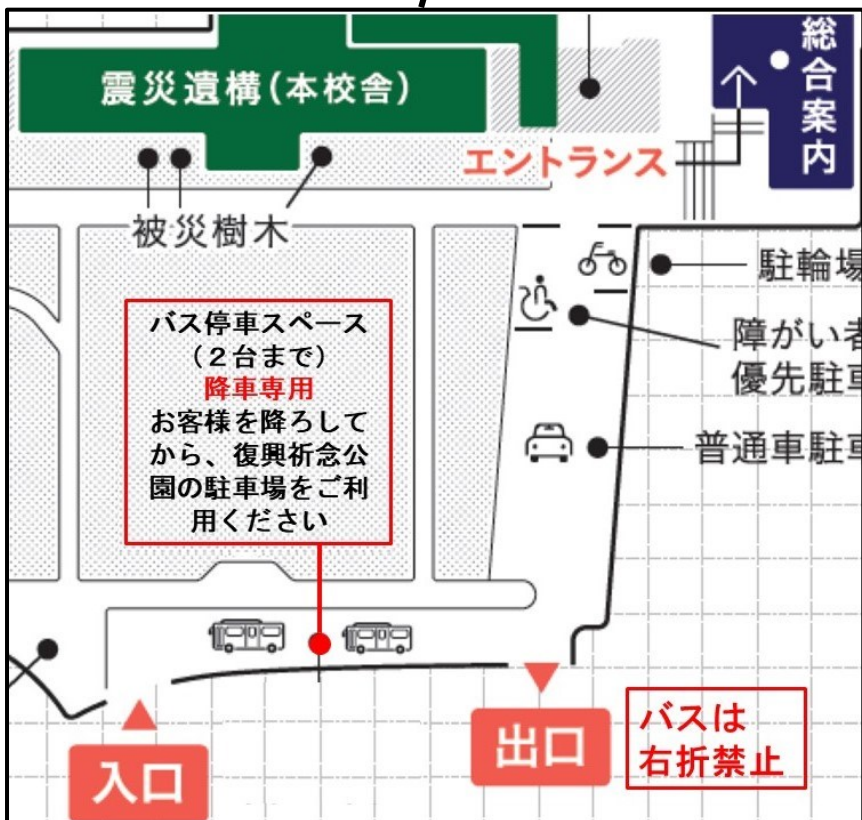 震災遺構(本校舎)
総合案内
エントランス
被災樹木
駐輪場
障がい者
優先駐車
普通車駐車
バス停車スペース
(２台まで)
降車専用
お客様を降ろして
から、復興祈念公
園の駐車場をご利
用ください
入口
出口
バスは
右折禁止